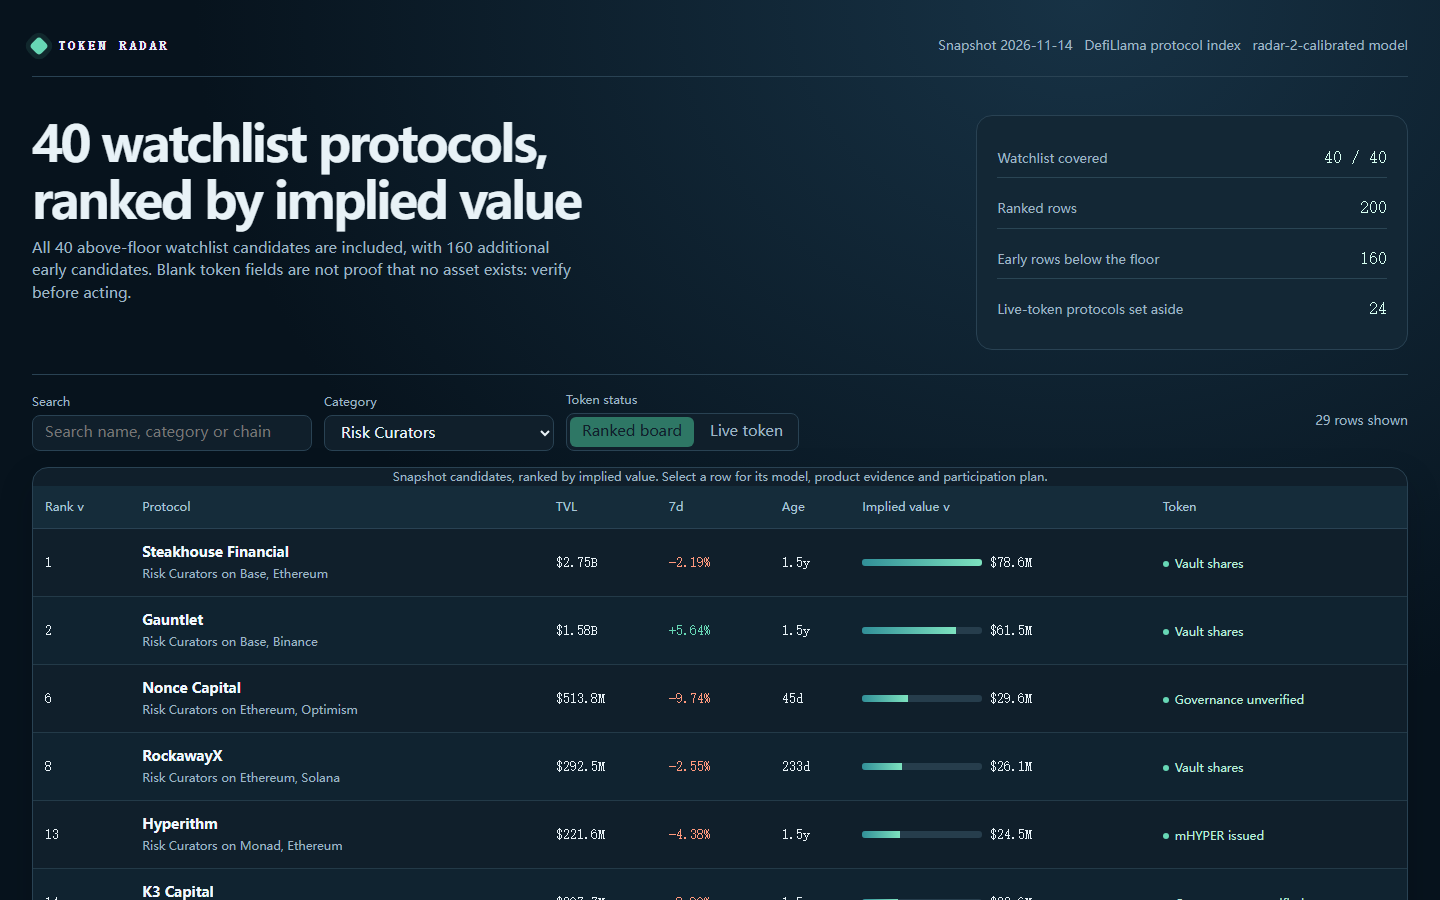 TOKEN RADAR
Snapshot 2026-11-14 DefiLlama protocol index radar-2-calibrated model
40 watchlist protocols,
ranked by implied value
All 40 above-floor watchlist candidates are included, with 160 additional
early candidates. Blank token fields are not proof that no asset exists: verify
before acting.
Watchlist covered 40 / 40
Ranked rows 200
Early rows below the floor 160
Live-token protocols set aside 24
Search
Search name, category or chain
Category
Risk Curators
Token status
Ranked board Live token
29 rows shown
Snapshot candidates, ranked by implied value. Select a row for its model, product evidence and participation plan.
Rank v Protocol TVL 7d Age Implied value v Token
1 Steakhouse Financial $2.75B −2.19% 1.5y $78.6M Vault shares
Risk Curators on Base, Ethereum
2 Gauntlet $1.58B +5.64% 1.5y $61.5M Vault shares
Risk Curators on Base, Binance
6 Nonce Capital $513.8M −9.74% 45d $29.6M Governance unverified
Risk Curators on Ethereum, Optimism
8 RockawayX $292.5M −2.55% 233d $26.1M Vault shares
Risk Curators on Ethereum, Solana
13 Hyperithm $221.6M −4.38% 1.5y $24.5M mHYPER issued
Risk Curators on Monad, Ethereum
K3 Capital